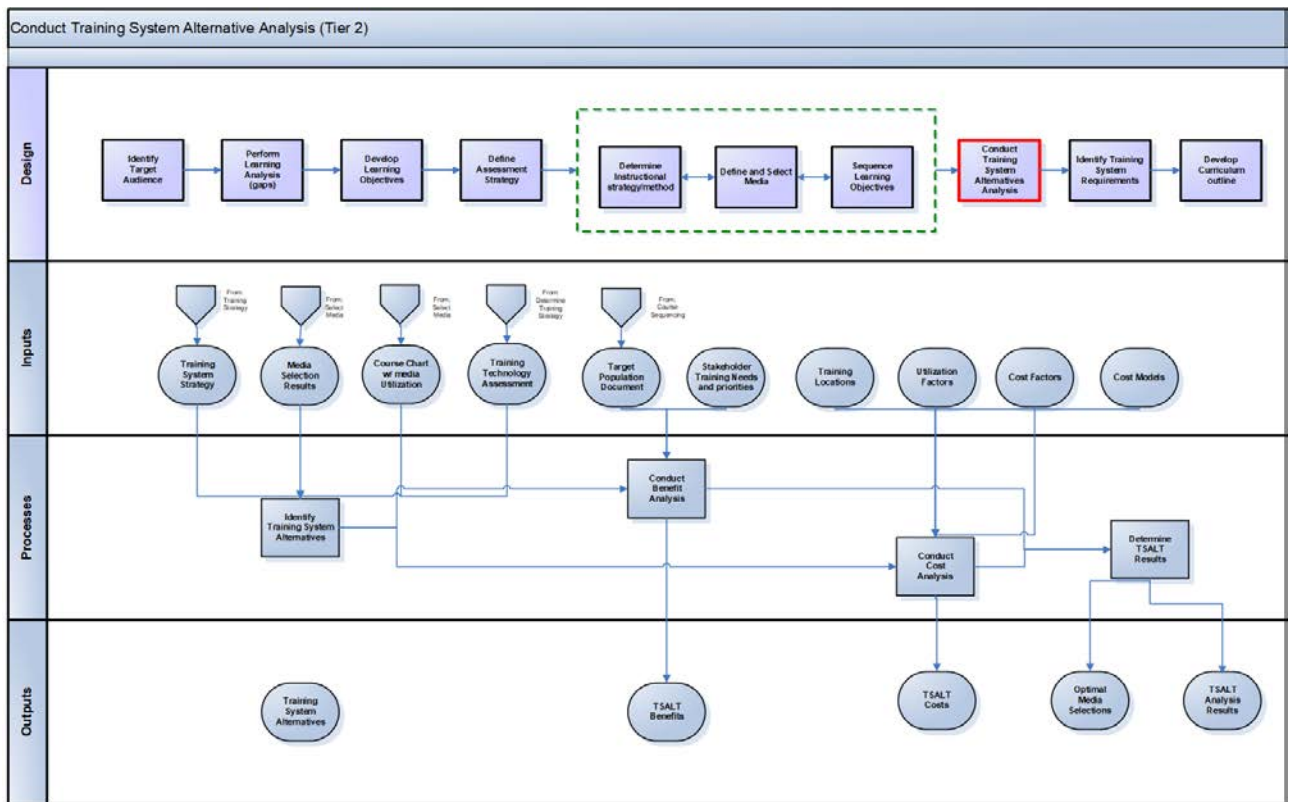 Conduct Training System Alternative Analysis (Tier 2)
Design
Identify
Target
Audience
Perform
Learning
Analysis
(gaps)
Develop
Learning
Objectives
Define
Assessment
Strategy
Determine
Instructional
strategy/method
Define and Select
Media
Sequence
Learning
Objectives
Conduct
Training
System
Alternatives
Analysis
Identify Training
System
Requirements
Develop
Curriculum
outline
Inputs
From:
Training
Strategy
From:
Select
Media
From:
Select
Media
From:
Determine
Training
Strategy
From:
Course
Sequencing
Training
System
Strategy
Media
Selection
Results
Course Chart
w/ media
Utilization
Training
Technology
Assessment
Target
Population
Document
Stakeholder
Training Needs
and priorities
Training
Locations
Utilization
Factors
Cost Factors
Cost Models
Processes
Identify
Training System
Alternatives
Conduct
Benefit
Analysis
Conduct
Cost
Analysis
Determine
TSALT
Results
Outputs
Training
System
Alternatives
TSALT
Benefits
TSALT
Costs
Optimal
Media
Selections
TSALT
Analysis
Results